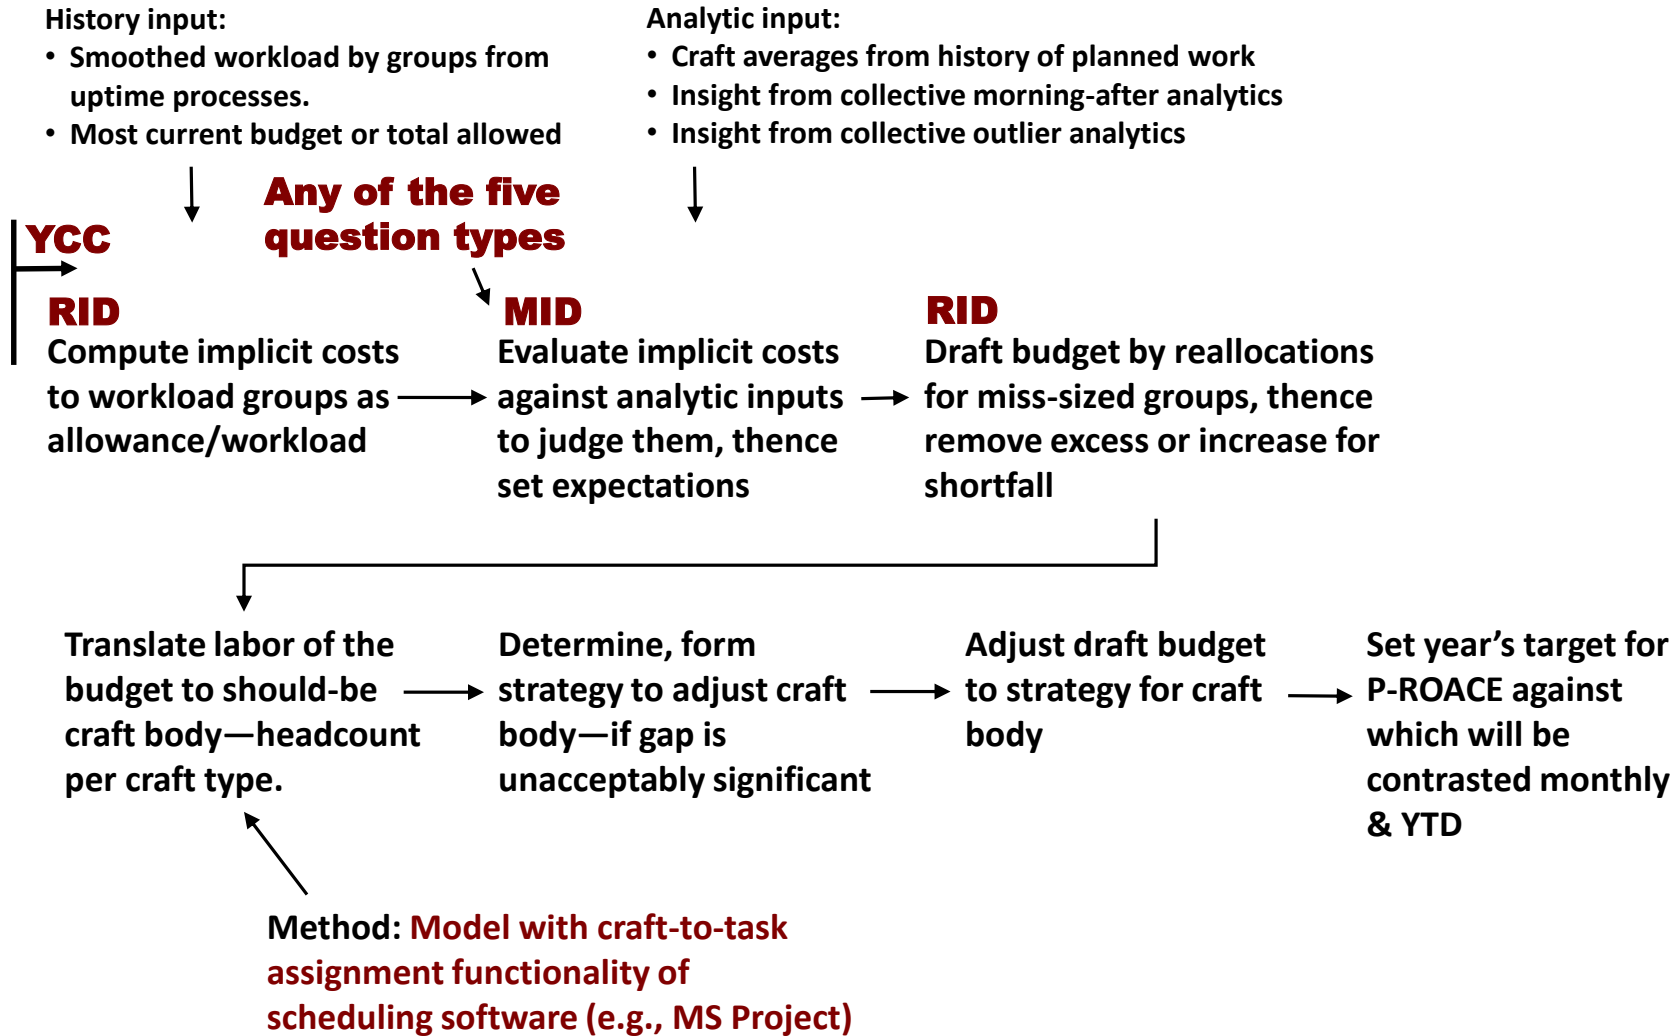 History input:
• Smoothed workload by groups from
uptime processes.
• Most current budget or total allowed
Analytic input:
• Craft averages from history of planned work
• Insight from collective morning-after analytics
• Insight from collective outlier analytics
Any of the five
question types
YCC
RID
Compute implicit costs
to workload groups as
allowance/workload
MID
Evaluate implicit costs
against analytic inputs
to judge them, thence
set expectations
RID
Draft budget by reallocations
for miss-sized groups, thence
remove excess or increase for
shortfall
Translate labor of the
budget to should-be
craft body—headcount
per craft type.
Determine, form
strategy to adjust craft
body—if gap is
unacceptably significant
Adjust draft budget
to strategy for craft
body
Set year’s target for
P-ROACE against
which will be
contrasted monthly
& YTD
Method: Model with craft-to-task
assignment functionality of
scheduling software (e.g., MS Project)